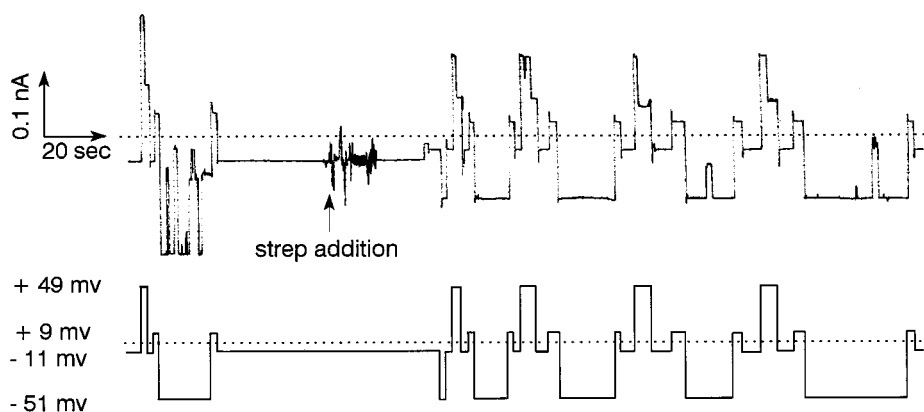 0.1 nA
20 sec
strep addition
+ 49 mv
+ 9 mv
- 11 mv
- 51 mv